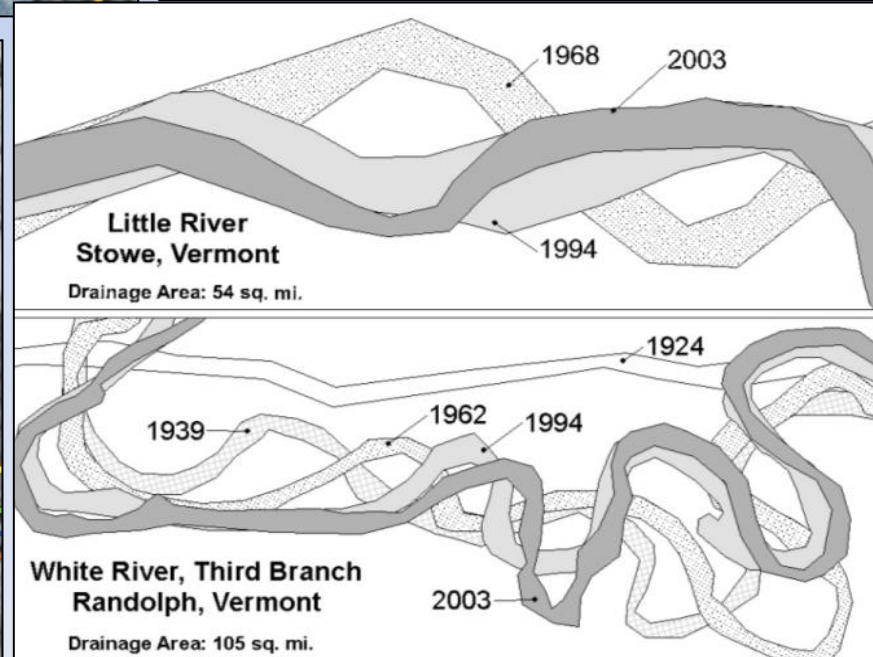 1968
2003
Little River
Stowe, Vermont
1994
Drainage Area: 54 sq. mi.
1924
1939
1962
1994
White River, Third Branch
Randolph, Vermont
2003
Drainage Area: 105 sq. mi.